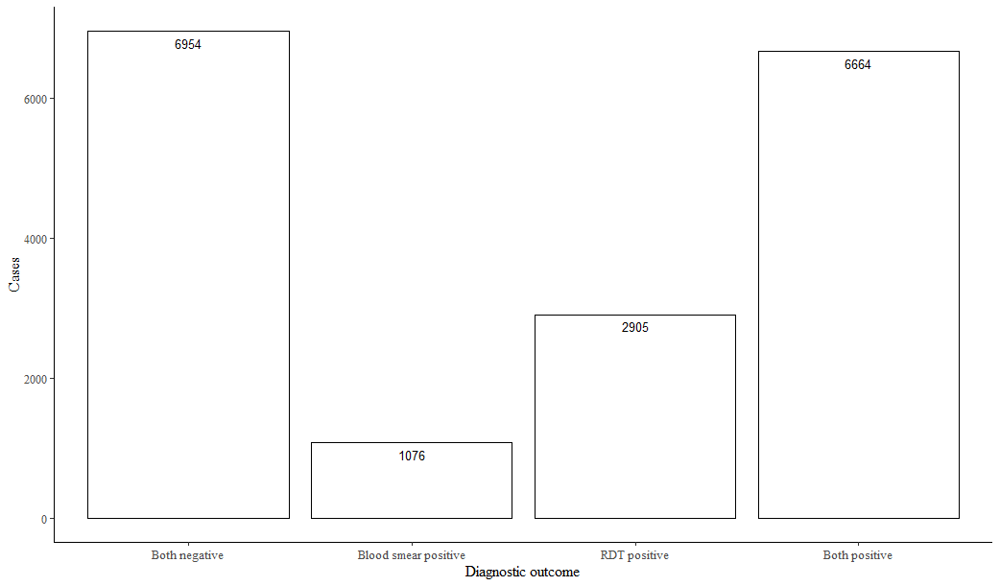 Cases
6000
4000
2000
0
6954
1076
2905
6664
Both negative
Blood smear positive
RDT positive
Both positive
Diagnostic outcome